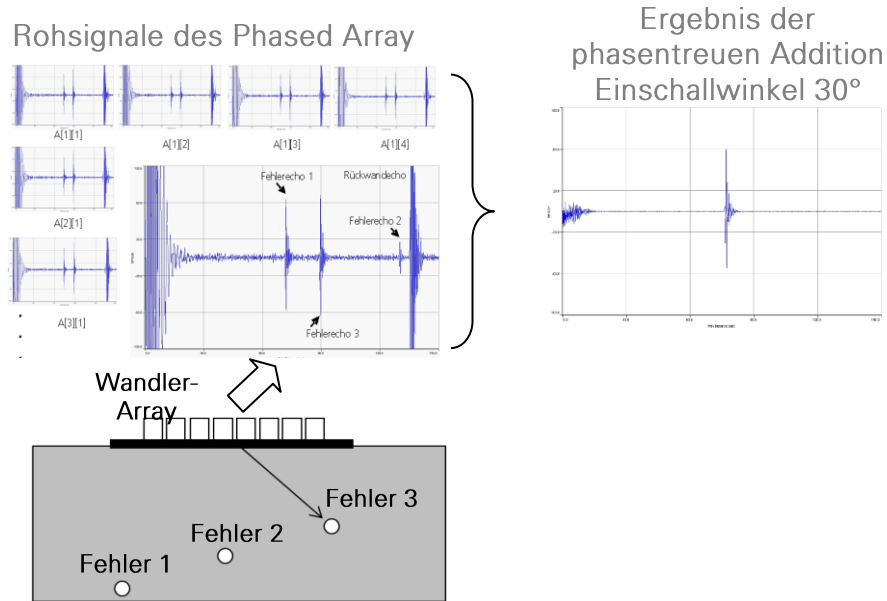 Rohsignale des Phased Array
Ergebnis der
phasentreuen Addition
Einschallwinkel 30°
A[1][1]
A[1][2]
A[1][3]
A[1][4]
A[2][1]
A[3][1]
Fehlerecho 1
Rückwandecho
Fehlerecho 2
Fehlerecho 3
Wandler-
Array
Fehler 3
Fehler 2
Fehler 1